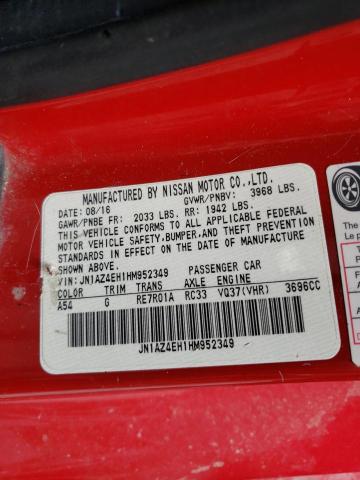 MANUFACTURED BY NISSAN MOTOR CO.,LTD.
DATE: 08/16 GVWR/PNBV: 3968 LBS.
GAWR/PNBE FR: 2033 LBS. RR: 1942 LBS.
THIS VEHICLE CONFORMS TO ALL APPLICABLE FEDERAL
MOTOR VEHICLE SAFETY, BUMPER, AND THEFT PREVENTION
STANDARDS IN EFFECT ON THE DATE OF MANUFACTURE
SHOWN ABOVE.
VIN: JN1AZ4EH1HM952349 PASSENGER CAR
COLOR TRIM TRANS AXLE ENGINE
A54 G RE7R01A RC33 VQ37(VHR) 3696CC
JN1AZ4EH1HM952349